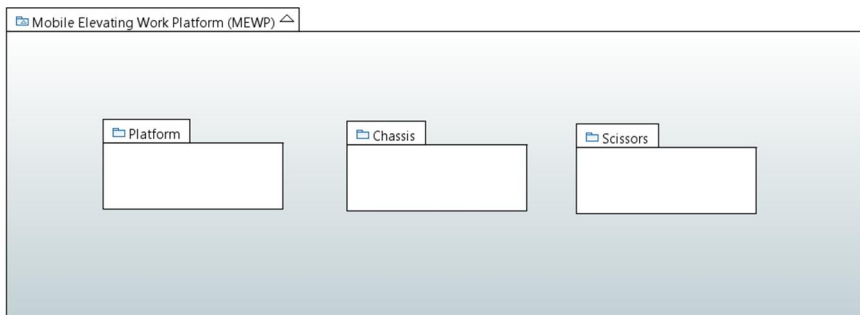 Mobile Elevating Work Platform (MEWP)
Platform
Chassis
Scissors